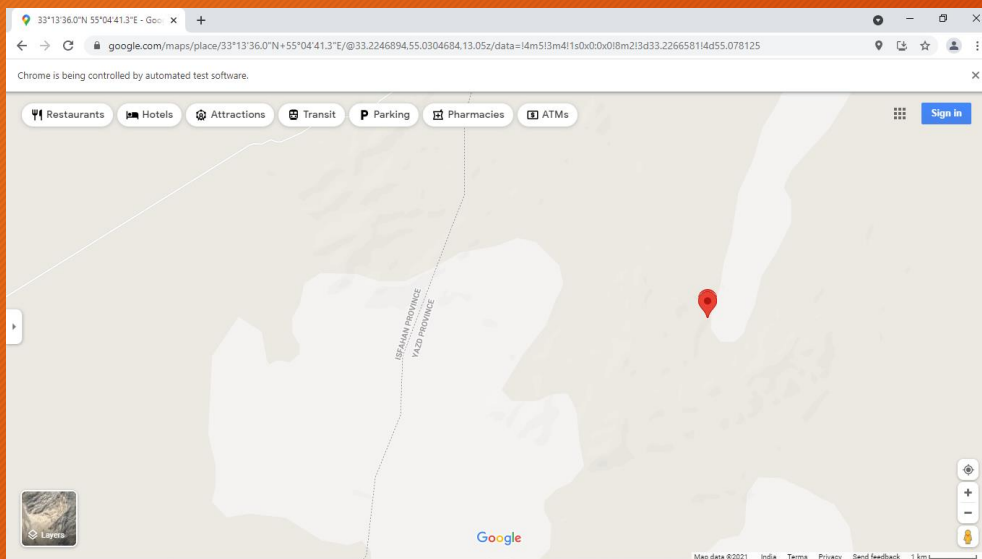 33°13'36.0"N 55°04'41.3"E - Goo
google.com/maps/place/33°13'36.0"N+55°04'41.3"E/@33.2246894,55.0304684,13.05z/data=!4m5!3m4!1s0x0:0x0!8m2!3d33.2266581!4d55.078125
Chrome is being controlled by automated test software.
Restaurants Hotels Attractions Transit P Parking Pharmacies ATMs Sign in
ISFAHAN PROVINCE
YAZD PROVINCE
Layers
Google
Map data ©2021 India Terms Privacy Send feedback 1 km